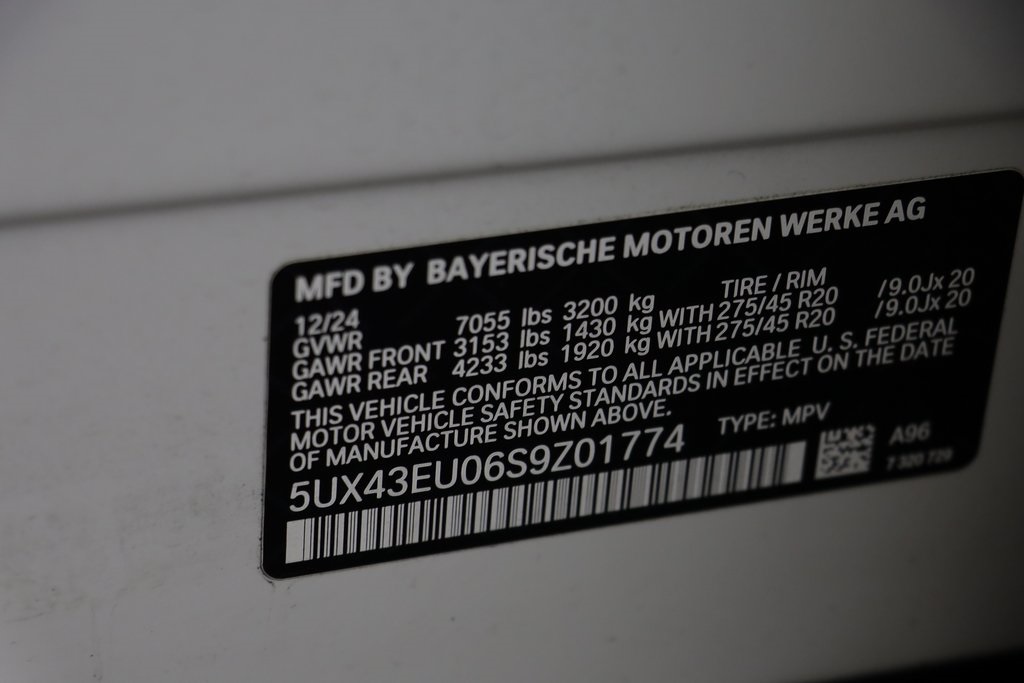 MFD BY BAYERISCHE MOTOREN WERKE AG
12/24 TIRE / RIM
GVWR 7055 lbs 3200 kg
GAWR FRONT 3153 lbs 1430 kg WITH 275/45 R20 /9.0Jx 20
GAWR REAR 4233 lbs 1920 kg WITH 275/45 R20 /9.0Jx 20
THIS VEHICLE CONFORMS TO ALL APPLICABLE U. S. FEDERAL
MOTOR VEHICLE SAFETY STANDARDS IN EFFECT ON THE DATE
OF MANUFACTURE SHOWN ABOVE.
5UX43EU06S9Z01774 TYPE: MPV
A96
7 320 729